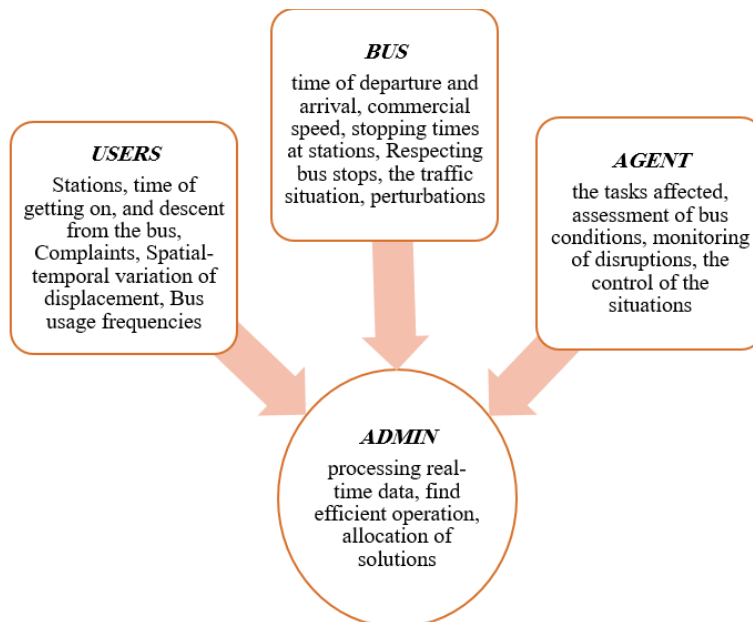 BUS
time of departure and
arrival, commercial
speed, stopping times
at stations, Respecting
bus stops, the traffic
situation, perturbations
USERS
Stations, time of
getting on, and descent
from the bus,
Complaints, Spatial-
temporal variation of
displacement, Bus
usage frequencies
AGENT
the tasks affected,
assessment of bus
conditions, monitoring
of disruptions, the
control of the
situations
ADMIN
processing real-
time data, find
efficient operation,
allocation of
solutions